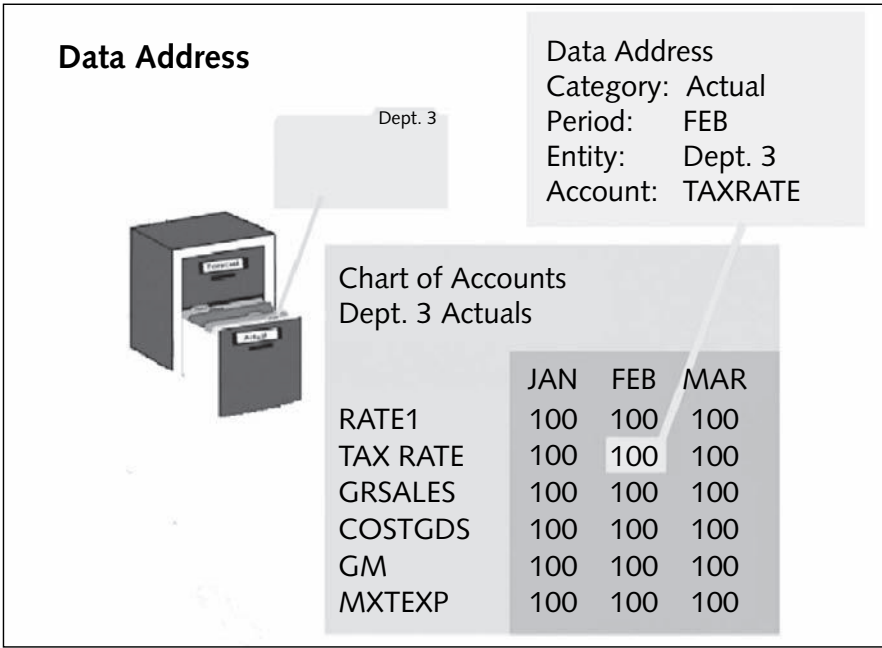 Data Address
Data Address
Category: Actual
Period: FEB
Entity: Dept. 3
Account: TAXRATE
Dept. 3
Forecast
Actual
Chart of Accounts
Dept. 3 Actuals
JAN FEB MAR
RATE1 100 100 100
TAX RATE 100 100 100
GRSALES 100 100 100
COSTGDS 100 100 100
GM 100 100 100
MXTEXP 100 100 100